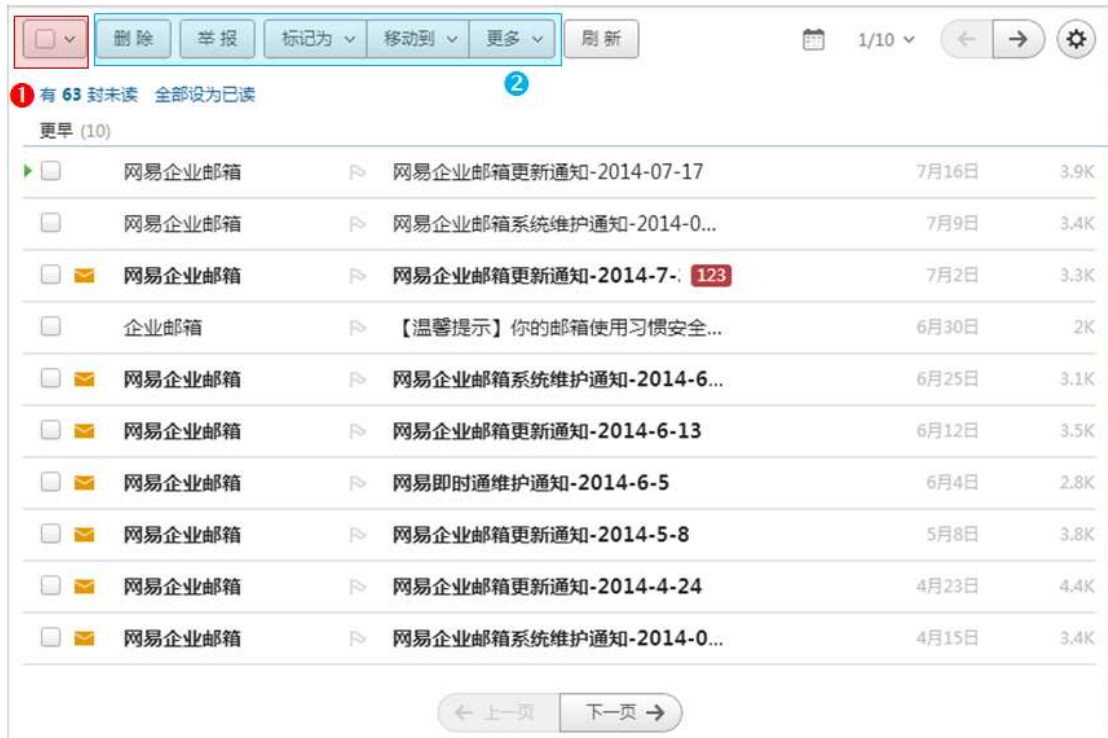 删 除 举 报 标记为 移动到 更多 刷 新 1/10
1 有 63 封未读 全部设为已读 2
更早 (10)
网易企业邮箱 网易企业邮箱更新通知-2014-07-17 7月16日 3.9K
网易企业邮箱 网易企业邮箱系统维护通知-2014-0... 7月9日 3.4K
网易企业邮箱 网易企业邮箱更新通知-2014-7-: 123 7月2日 3.3K
企业邮箱 【温馨提示】你的邮箱使用习惯安全... 6月30日 2K
网易企业邮箱 网易企业邮箱系统维护通知-2014-6... 6月25日 3.1K
网易企业邮箱 网易企业邮箱更新通知-2014-6-13 6月12日 3.5K
网易企业邮箱 网易即时通维护通知-2014-6-5 6月4日 2.8K
网易企业邮箱 网易企业邮箱更新通知-2014-5-8 5月8日 3.8K
网易企业邮箱 网易企业邮箱更新通知-2014-4-24 4月23日 4.4K
网易企业邮箱 网易企业邮箱系统维护通知-2014-0... 4月15日 3.4K
上一页 下一页